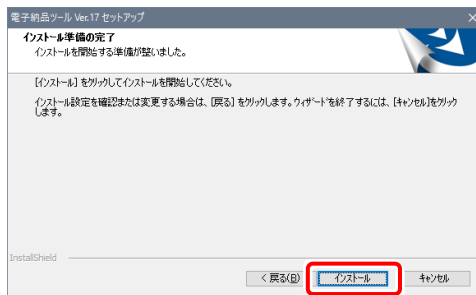 電子納品ツール Ver.17 セットアップ
インストール準備の完了
インストールを開始する準備が整いました。
[インストール] をクリックしてインストールを開始してください。
インストール設定を確認または変更する場合は、[戻る] をクリックします。ウィザードを終了するには、[キャンセル]をクリック
します。
InstallShield
< 戻る(B)
インストール
キャンセル